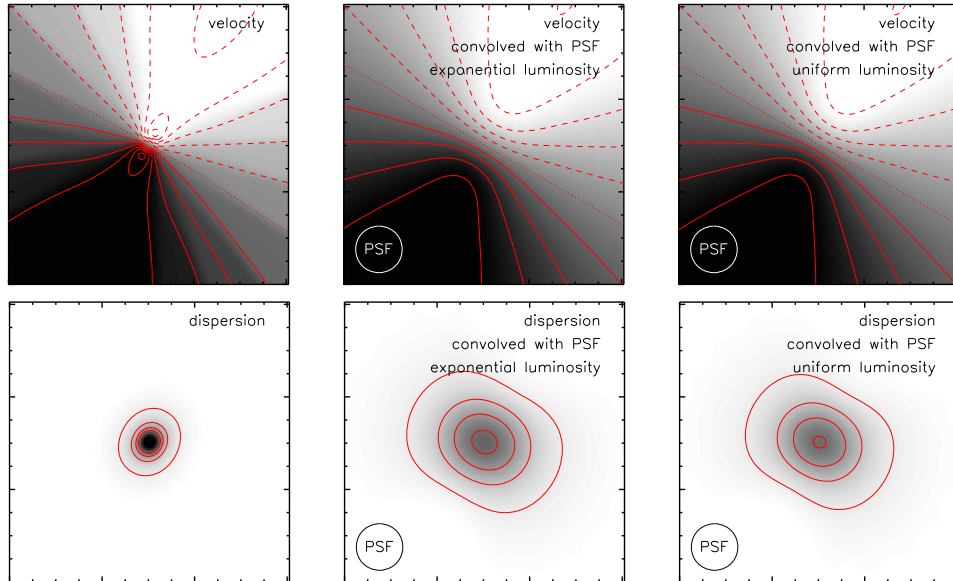 velocity
velocity
convolved with PSF
exponential luminosity
PSF
velocity
convolved with PSF
uniform luminosity
PSF
dispersion
dispersion
convolved with PSF
exponential luminosity
PSF
dispersion
convolved with PSF
uniform luminosity
PSF